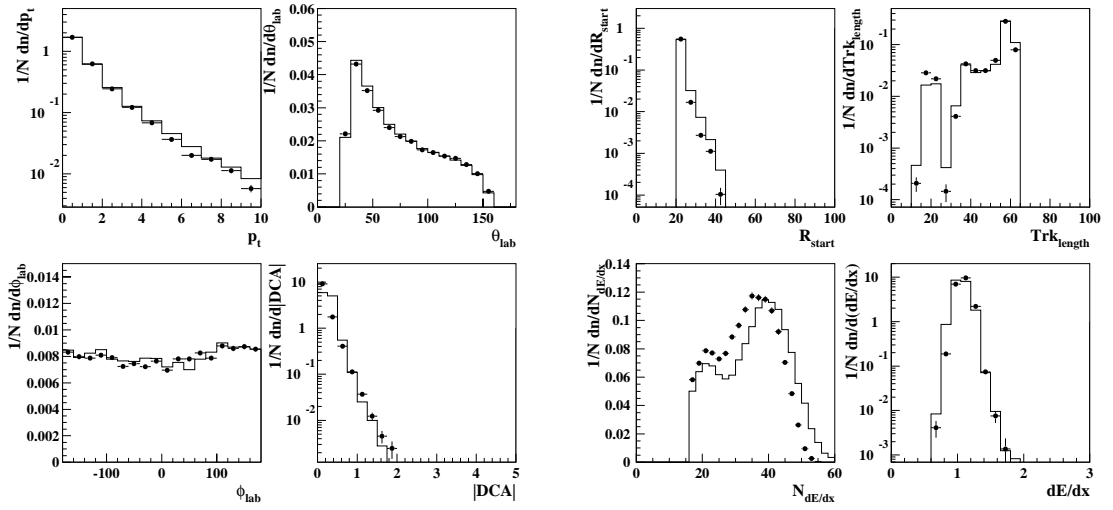 1/N dn/dp_t
1
10^-1
10^-2
0 2 4 6 8 10
p_t
1/N dn/dθ_lab
0.06
0.05
0.04
0.03
0.02
0.01
0
50 100 150
θ_lab
1/N dn/dR_start
1
10^-1
10^-2
10^-3
10^-4
0 20 40 60 80 100
R_start
1/N dn/dTrk_length
10^-1
10^-2
10^-3
10^-4
0 20 40 60 80 100
Trk_length
1/N dn/dϕ_lab
0.014
0.012
0.01
0.008
0.006
0.004
0.002
0
-100 0 100
ϕ_lab
1/N dn/d|DCA|
10
1
10^-1
10^-2
0 1 2 3 4 5
|DCA|
1/N dn/dN_dE/dx
0.14
0.12
0.10
0.08
0.06
0.04
0.02
0
0 20 40 60
N_dE/dx
1/N dn/d(dE/dx)
10
1
10^-1
10^-2
10^-3
0 1 2 3
dE/dx